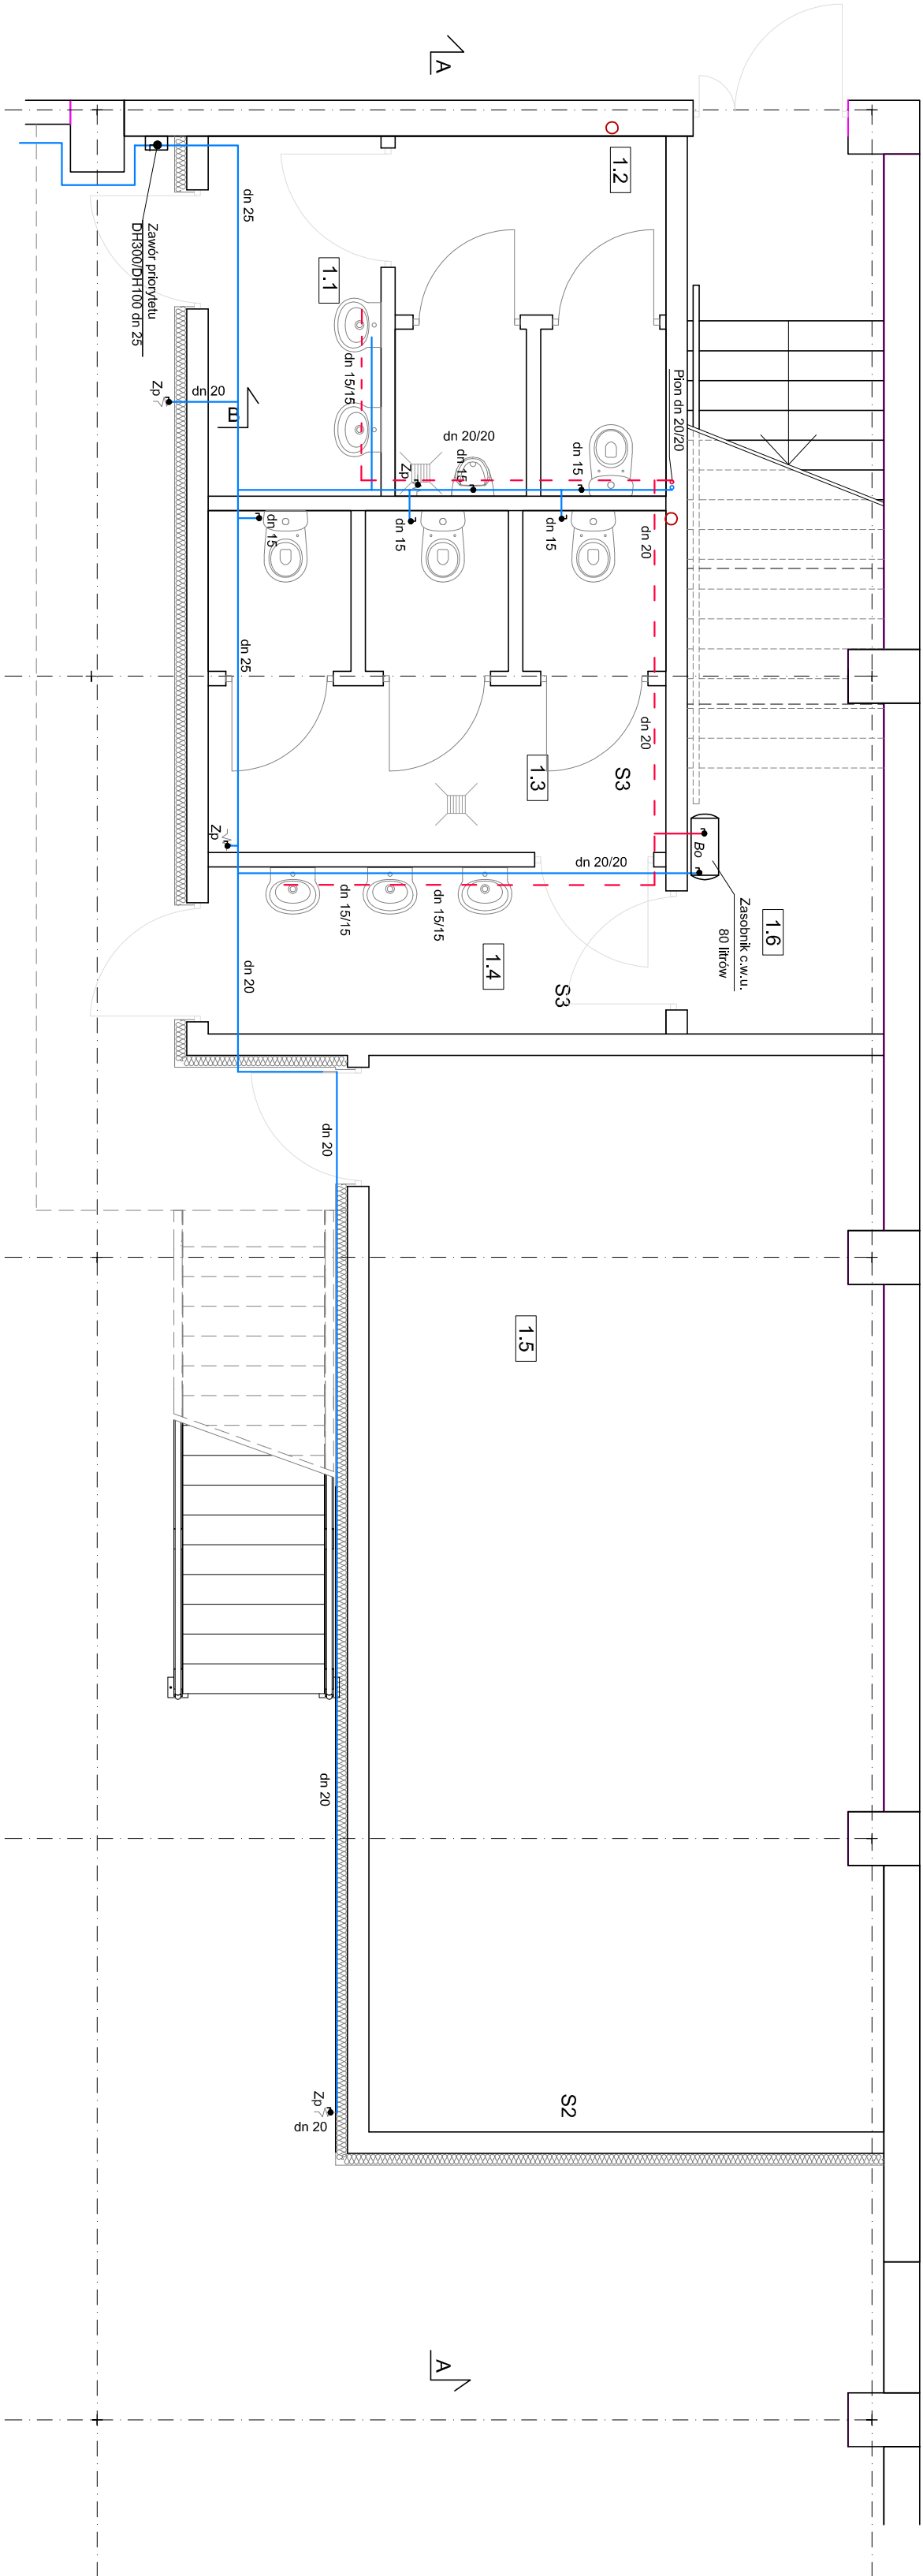 A
1.2
dn 25
Zawór priorytetu
DH300/DH100 dn 25
1.1
dn 15/15
Pion dn 20/20
Zp
dn 20
B
dn 20/20
Zp
dn 15
dn 15
dn 15
dn 15
dn 15
dn 20
dn 25
dn 20
S3
1.3
Zp
dn 20/20
Bo
Zasobnik c.w.u.
80 litrów
1.6
dn 15/15
dn 15/15
1.4
S3
dn 20
dn 20
1.5
dn 20
Zp
dn 20
S2
A